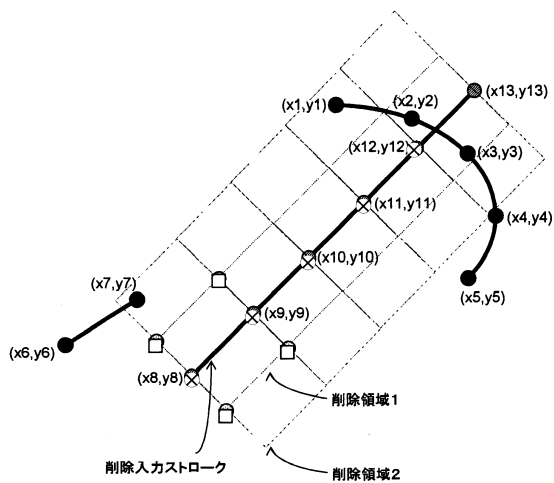 (x13,y13)
(x1,y1)
(x2,y2)
(x12,y12)
(x3,y3)
(x11,y11)
(x4,y4)
(x10,y10)
(x5,y5)
(x7,y7)
(x9,y9)
(x6,y6)
(x8,y8)
削除領域1
削除入力ストローク
削除領域2